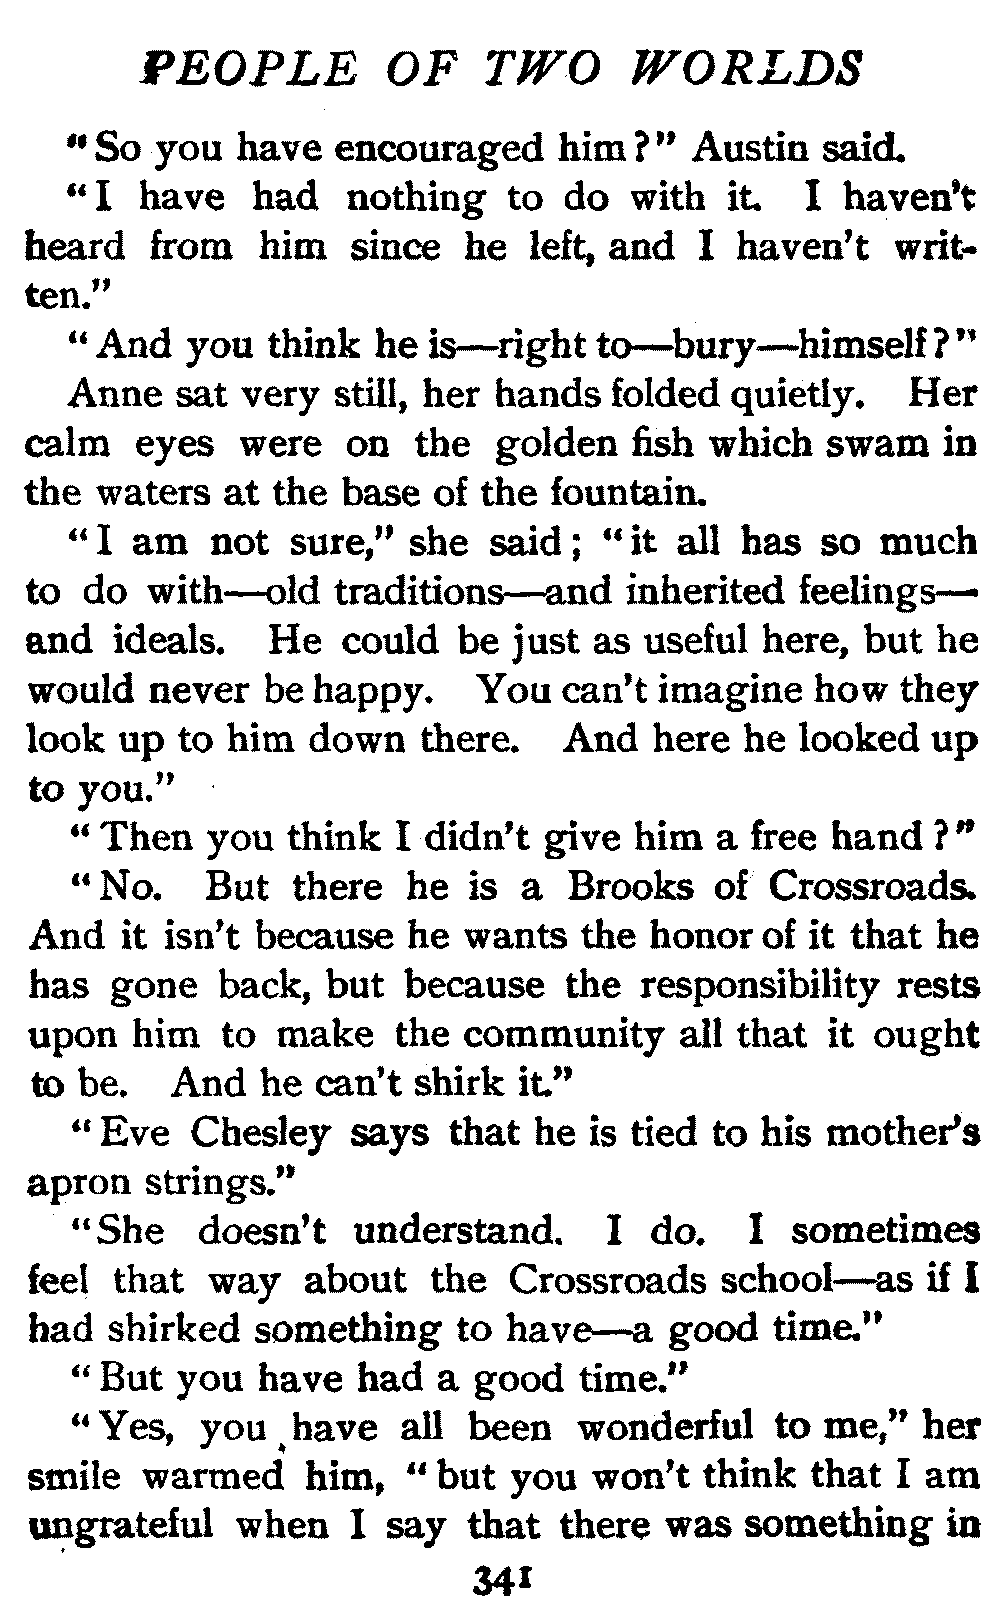 PEOPLE OF TWO WORLDS
"So you have encouraged him?" Austin said.
"I have had nothing to do with it. I haven't
heard from him since he left, and I haven't writ-
ten."
"And you think he is—right to—bury—himself?"
Anne sat very still, her hands folded quietly. Her
calm eyes were on the golden fish which swam in
the waters at the base of the fountain.
"I am not sure," she said; "it all has so much
to do with—old traditions—and inherited feelings—
and ideals. He could be just as useful here, but he
would never be happy. You can't imagine how they
look up to him down there. And here he looked up
to you."
"Then you think I didn't give him a free hand?"
"No. But there he is a Brooks of Crossroads.
And it isn't because he wants the honor of it that he
has gone back, but because the responsibility rests
upon him to make the community all that it ought
to be. And he can't shirk it."
"Eve Chesley says that he is tied to his mother's
apron strings."
"She doesn't understand. I do. I sometimes
feel that way about the Crossroads school—as if I
had shirked something to have—a good time."
"But you have had a good time."
"Yes, you have all been wonderful to me," her
smile warmed him, "but you won't think that I am
ungrateful when I say that there was something in
341